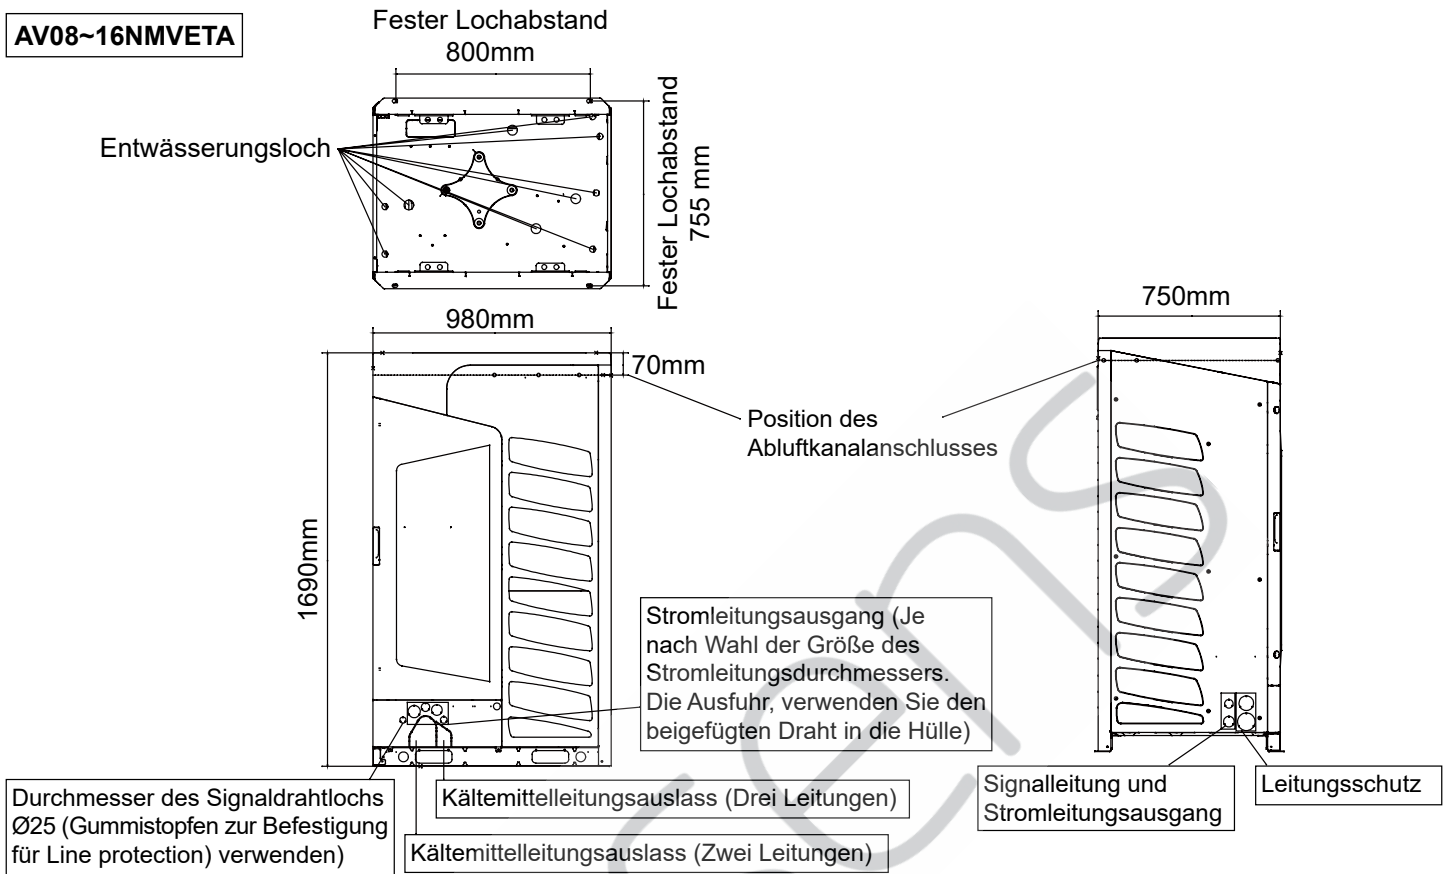 AV08~16NMVETA
Fester Lochabstand
800mm
Entwässerungsloch
Fester Lochabstand
755 mm
980mm
70mm
750mm
Position des
Abluftkanalanschlusses
1690mm
Stromleitungsausgang (Je
nach Wahl der Größe des
Stromleitungsdurchmessers.
Die Ausfuhr, verwenden Sie den
beigefügten Draht in die Hülle)
Durchmesser des Signaldrahtlochs
Ø25 (Gummistopfen zur Befestigung
für Line protection) verwenden)
Kältemittelleitungsauslass (Drei Leitungen)
Kältemittelleitungsauslass (Zwei Leitungen)
Signalleitung und
Stromleitungsausgang
Leitungsschutz